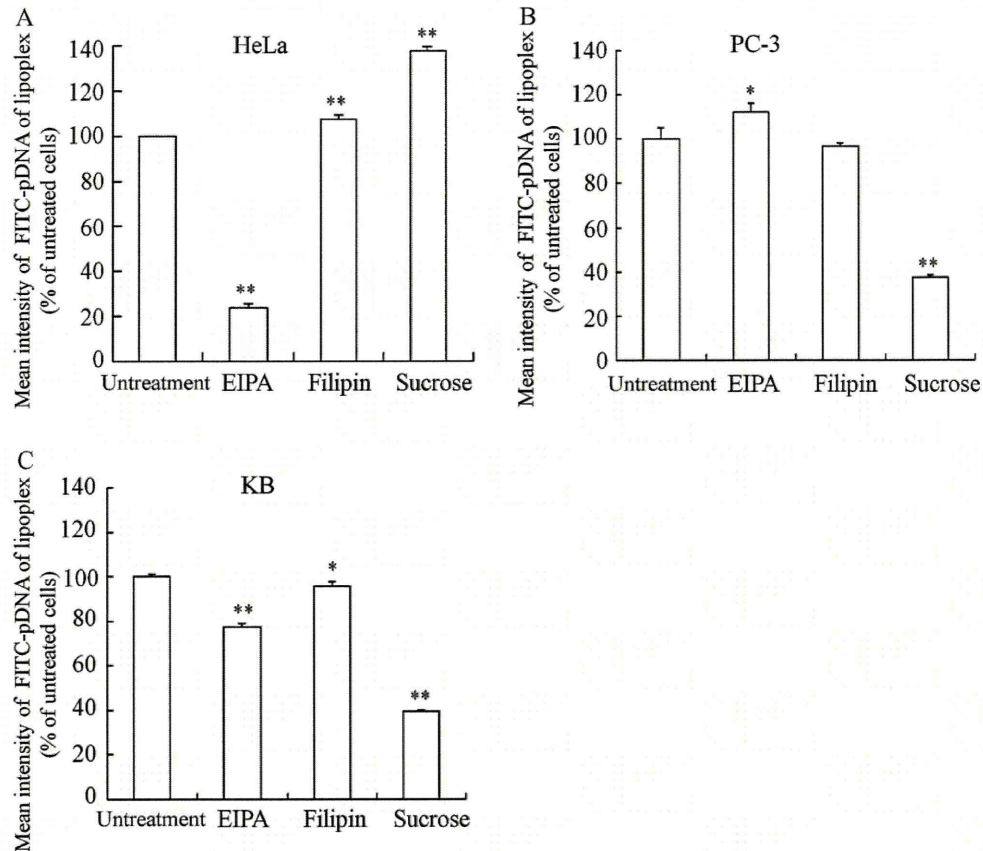 A
HeLa
Mean intensity of FITC-pDNA of lipoplex
(% of untreated cells)
140
120
100
80
60
40
20
0
**
**
**
Untreatment EIPA Filipin Sucrose
B
PC-3
Mean intensity of FITC-pDNA of lipoplex
(% of untreated cells)
140
120
100
80
60
40
20
0
*
**
Untreatment EIPA Filipin Sucrose
C
KB
Mean intensity of FITC-pDNA of lipoplex
(% of untreated cells)
140
120
100
80
60
40
20
0
**
*
**
Untreatment EIPA Filipin Sucrose